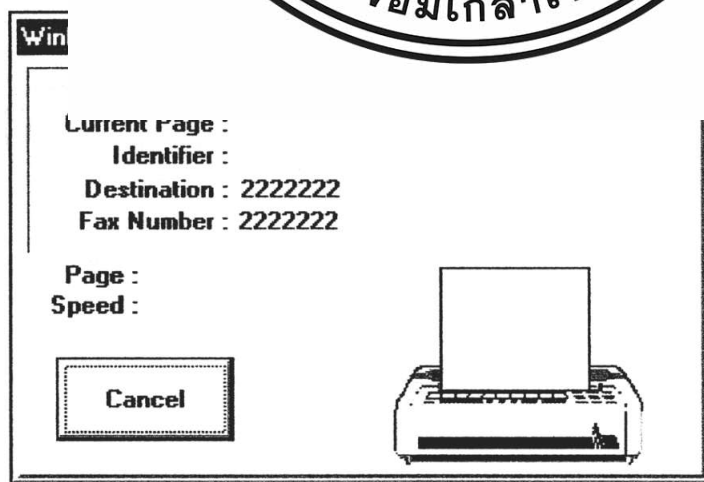 Win
Current Page :
Identifier :
Destination : 2222222
Fax Number : 2222222
Page :
Speed :
Cancel